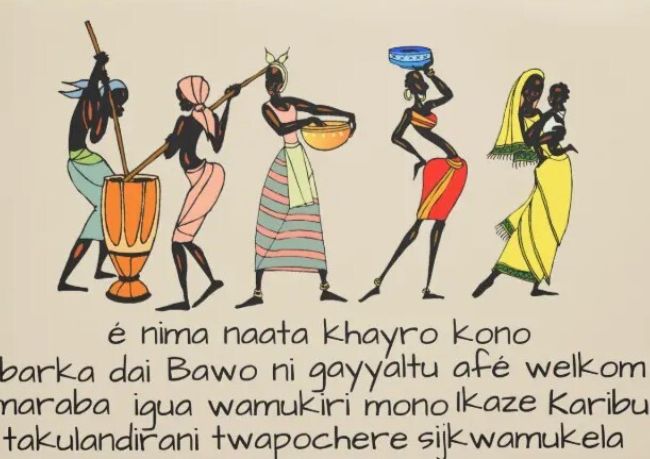 é nima naata khayro kono
barka dai Bawo ni gayyaltu afé welkom
maraba igua wamukiri mono Ikaze Karibu
takulandirani twapochere sijkwamukela